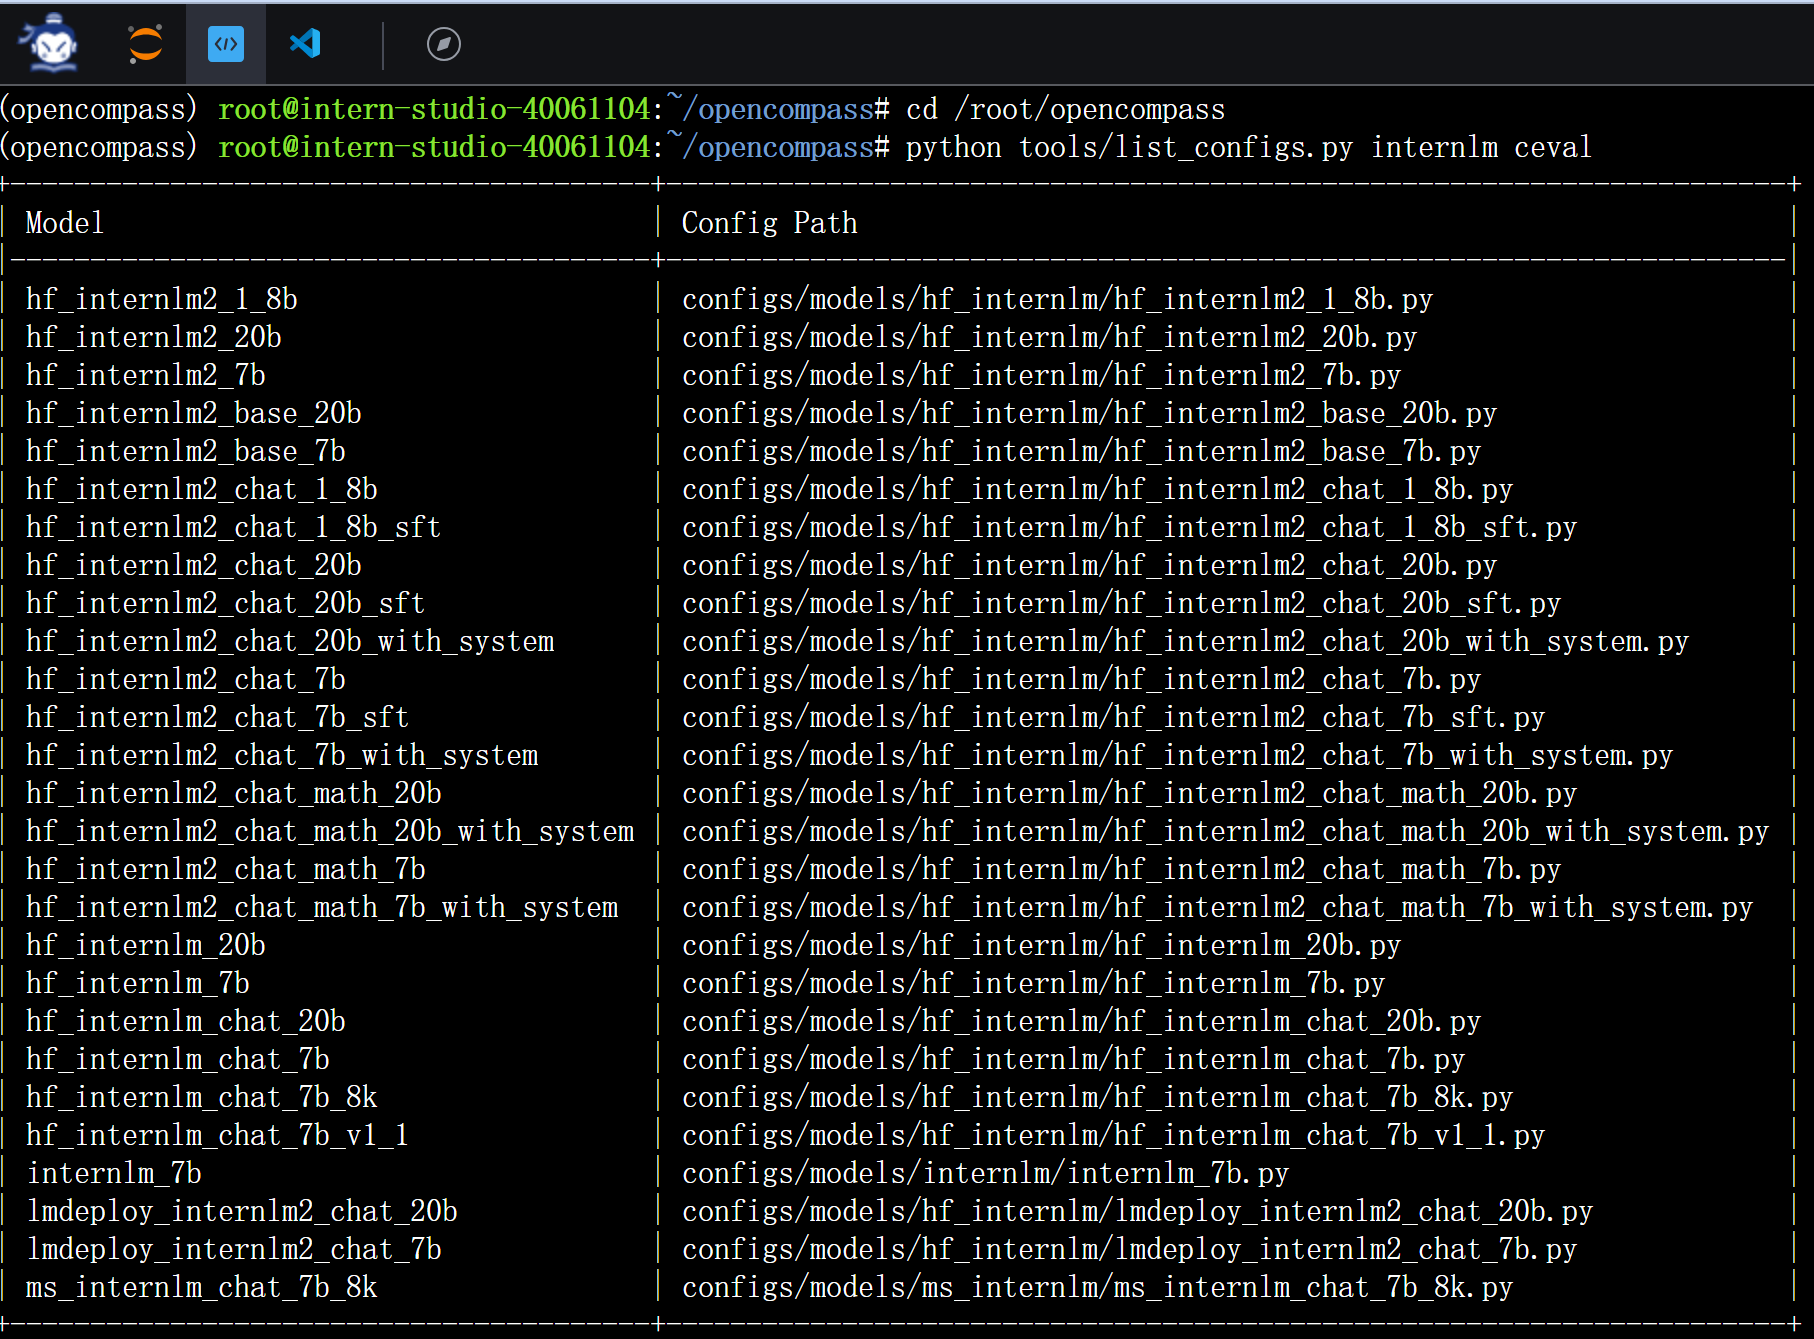 (opencompass) root@intern-studio-40061104:~/opencompass# cd /root/opencompass
(opencompass) root@intern-studio-40061104:~/opencompass# python tools/list_configs.py internlm ceval
Model | Config Path
hf_internlm2_1_8b | configs/models/hf_internlm/hf_internlm2_1_8b.py
hf_internlm2_20b | configs/models/hf_internlm/hf_internlm2_20b.py
hf_internlm2_7b | configs/models/hf_internlm/hf_internlm2_7b.py
hf_internlm2_base_20b | configs/models/hf_internlm/hf_internlm2_base_20b.py
hf_internlm2_base_7b | configs/models/hf_internlm/hf_internlm2_base_7b.py
hf_internlm2_chat_1_8b | configs/models/hf_internlm/hf_internlm2_chat_1_8b.py
hf_internlm2_chat_1_8b_sft | configs/models/hf_internlm/hf_internlm2_chat_1_8b_sft.py
hf_internlm2_chat_20b | configs/models/hf_internlm/hf_internlm2_chat_20b.py
hf_internlm2_chat_20b_sft | configs/models/hf_internlm/hf_internlm2_chat_20b_sft.py
hf_internlm2_chat_20b_with_system | configs/models/hf_internlm/hf_internlm2_chat_20b_with_system.py
hf_internlm2_chat_7b | configs/models/hf_internlm/hf_internlm2_chat_7b.py
hf_internlm2_chat_7b_sft | configs/models/hf_internlm/hf_internlm2_chat_7b_sft.py
hf_internlm2_chat_7b_with_system | configs/models/hf_internlm/hf_internlm2_chat_7b_with_system.py
hf_internlm2_chat_math_20b | configs/models/hf_internlm/hf_internlm2_chat_math_20b.py
hf_internlm2_chat_math_20b_with_system | configs/models/hf_internlm/hf_internlm2_chat_math_20b_with_system.py
hf_internlm2_chat_math_7b | configs/models/hf_internlm/hf_internlm2_chat_math_7b.py
hf_internlm2_chat_math_7b_with_system | configs/models/hf_internlm/hf_internlm2_chat_math_7b_with_system.py
hf_internlm_20b | configs/models/hf_internlm/hf_internlm_20b.py
hf_internlm_7b | configs/models/hf_internlm/hf_internlm_7b.py
hf_internlm_chat_20b | configs/models/hf_internlm/hf_internlm_chat_20b.py
hf_internlm_chat_7b | configs/models/hf_internlm/hf_internlm_chat_7b.py
hf_internlm_chat_7b_8k | configs/models/hf_internlm/hf_internlm_chat_7b_8k.py
hf_internlm_chat_7b_v1_1 | configs/models/hf_internlm/hf_internlm_chat_7b_v1_1.py
internlm_7b | configs/models/internlm/internlm_7b.py
lmdeploy_internlm2_chat_20b | configs/models/hf_internlm/lmdeploy_internlm2_chat_20b.py
lmdeploy_internlm2_chat_7b | configs/models/hf_internlm/lmdeploy_internlm2_chat_7b.py
ms_internlm_chat_7b_8k | configs/models/ms_internlm/ms_internlm_chat_7b_8k.py